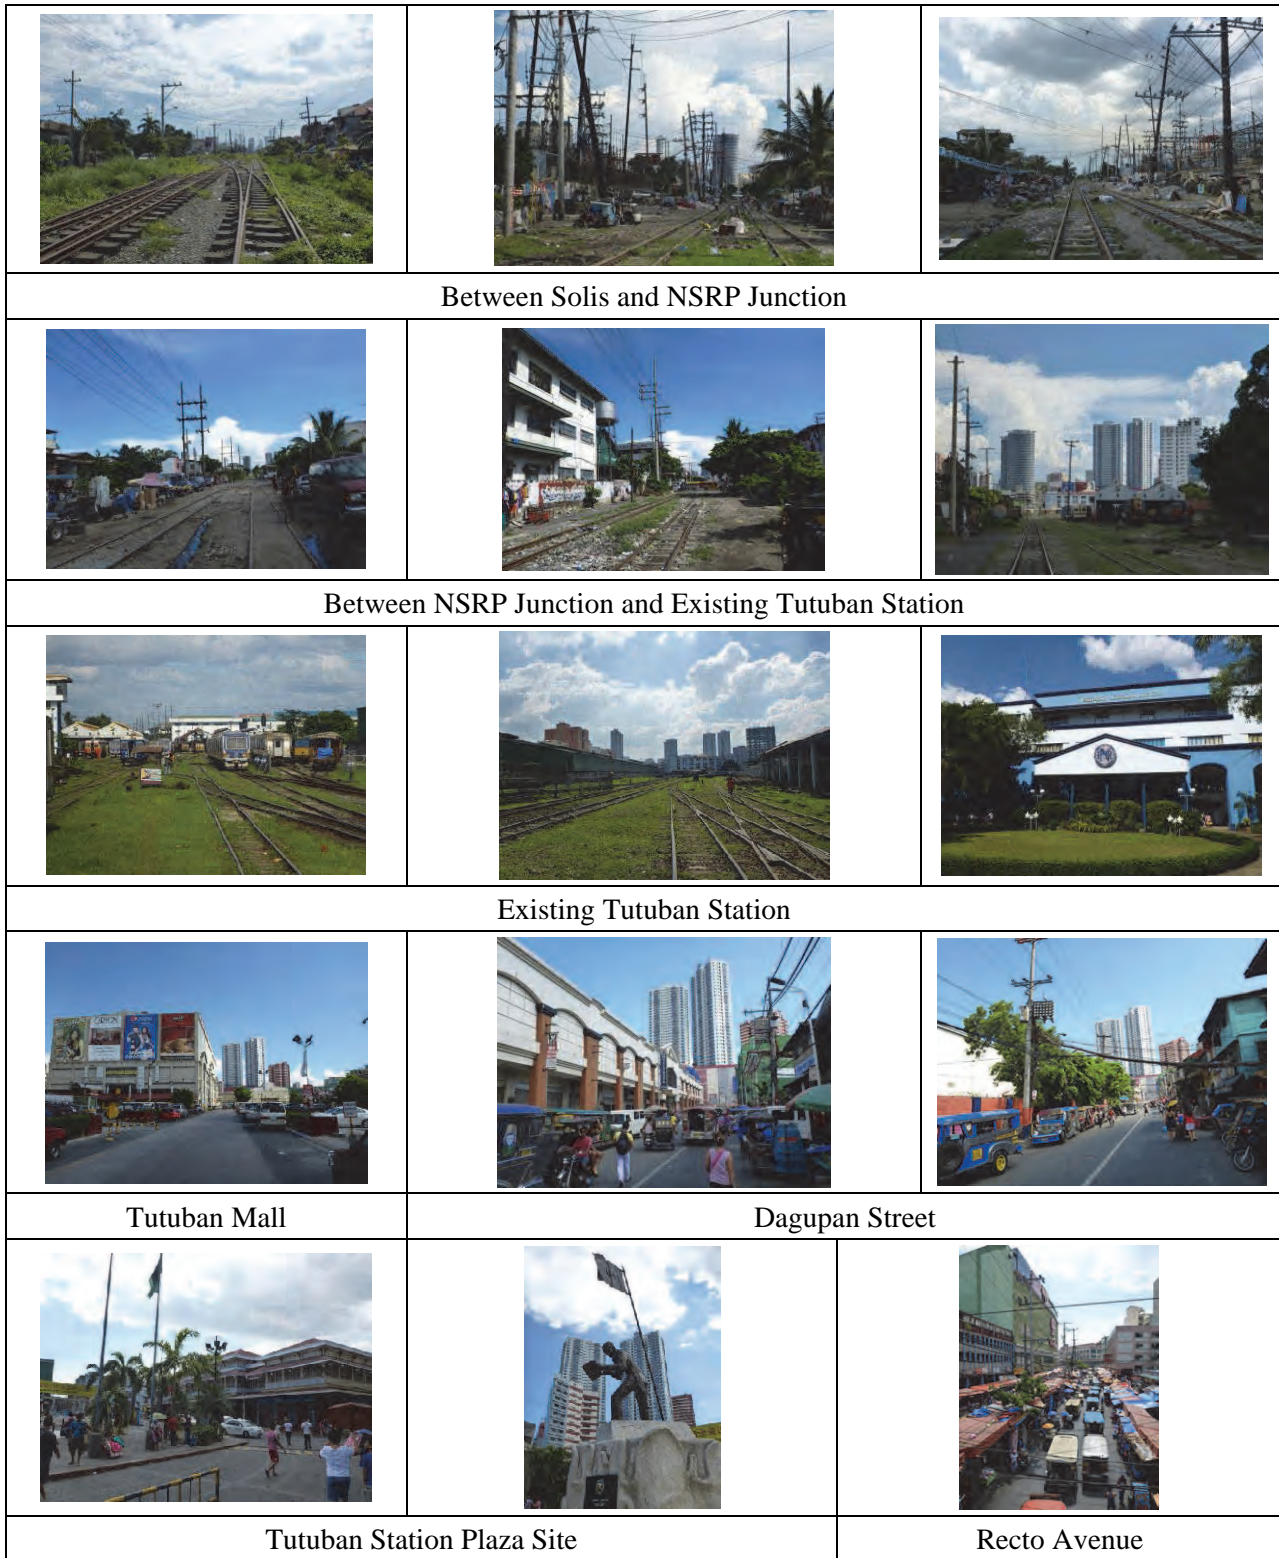 Between Solis and NSRP Junction
Between NSRP Junction and Existing Tutuban Station
Existing Tutuban Station
Tutuban Mall
Dagupan Street
Tutuban Station Plaza Site
Recto Avenue